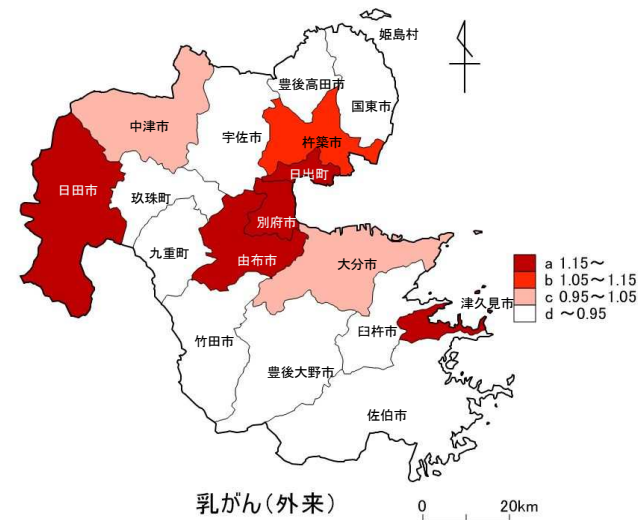 姫島村
豊後高田市
国東市
中津市
宇佐市
杵築市
日出町
日田市
玖珠町
別府市
九重町
由布市
大分市
a 1.15～
b 1.05～1.15
c 0.95～1.05
d ～0.95
津久見市
臼杵市
竹田市
豊後大野市
佐伯市
乳がん(外来)
0 20km